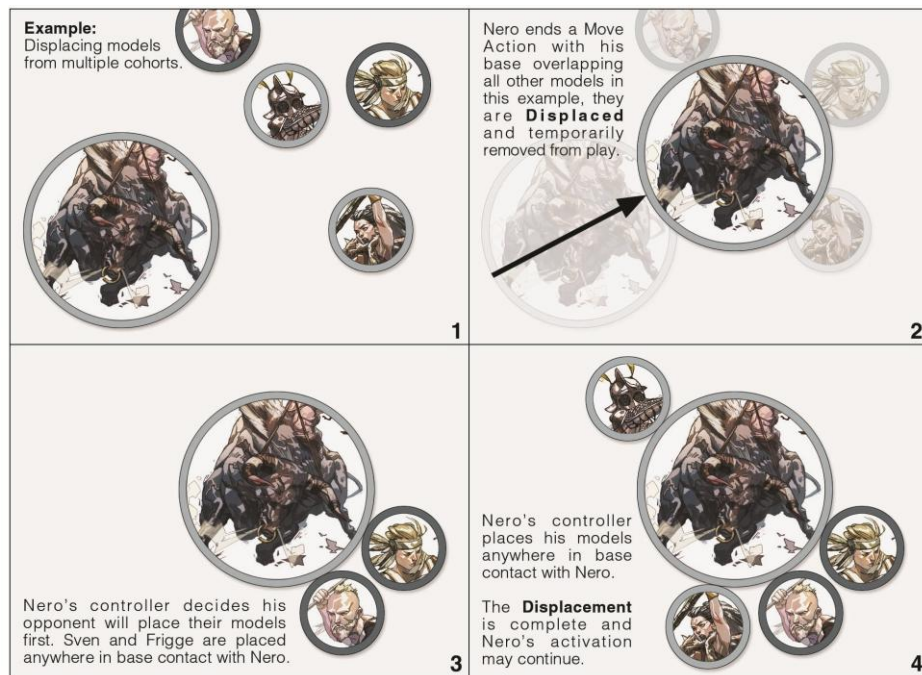 Example:
Displacing models
from multiple cohorts.
1
Nero ends a Move
Action with his
base overlapping
all other models in
this example, they
are Displaced
and temporarily
removed from play.
2
Nero's controller decides his
opponent will place their models
first. Sven and Frigge are placed
anywhere in base contact with Nero.
3
Nero's controller
places his models
anywhere in base
contact with Nero.
The Displacement
is complete and
Nero's activation
may continue.
4